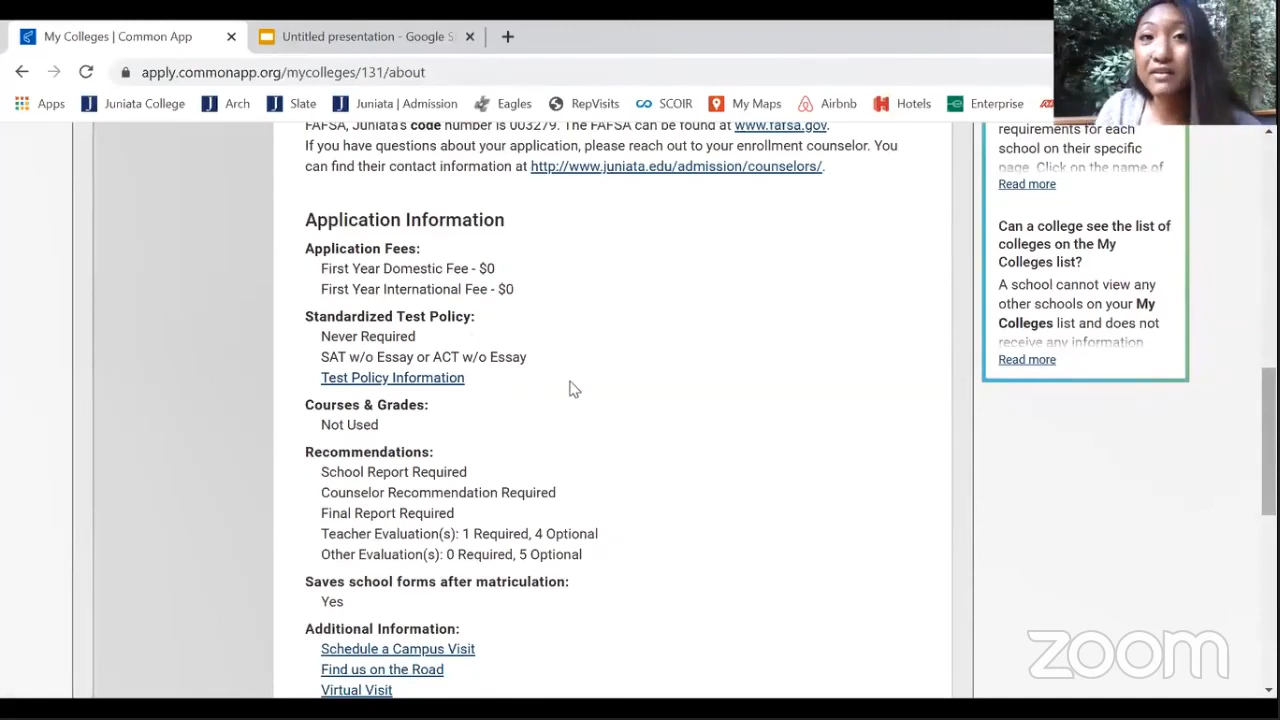 My Colleges | Common App
Untitled presentation - Google S
apply.commonapp.org/mycolleges/131/about
Apps Juniata College Arch Slate Juniata | Admission Eagles RepVisits SCOIR My Maps Airbnb Hotels Enterprise
FAFSA, Juniata's code number is 003279. The FAFSA can be found at www.fafsa.gov.
If you have questions about your application, please reach out to your enrollment counselor. You
can find their contact information at http://www.juniata.edu/admission/counselors/.
Application Information
Application Fees:
First Year Domestic Fee - $0
First Year International Fee - $0
Standardized Test Policy:
Never Required
SAT w/o Essay or ACT w/o Essay
Test Policy Information
Courses & Grades:
Not Used
Recommendations:
School Report Required
Counselor Recommendation Required
Final Report Required
Teacher Evaluation(s): 1 Required, 4 Optional
Other Evaluation(s): 0 Required, 5 Optional
Saves school forms after matriculation:
Yes
Additional Information:
Schedule a Campus Visit
Find us on the Road
Virtual Visit
requirements for each
school on their specific
page. Click on the name of
Read more
Can a college see the list of
colleges on the My
Colleges list?
A school cannot view any
other schools on your My
Colleges list and does not
receive any information
Read more
zoom